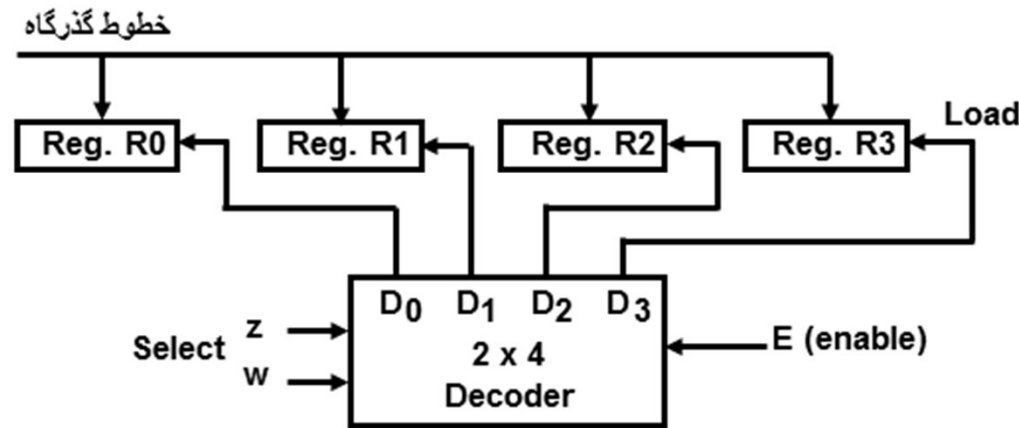 خطوط گذرگاه
Load
Reg. R0 Reg. R1 Reg. R2 Reg. R3
D0 D1 D2 D3
z
Select
w
2 x 4
Decoder
E (enable)